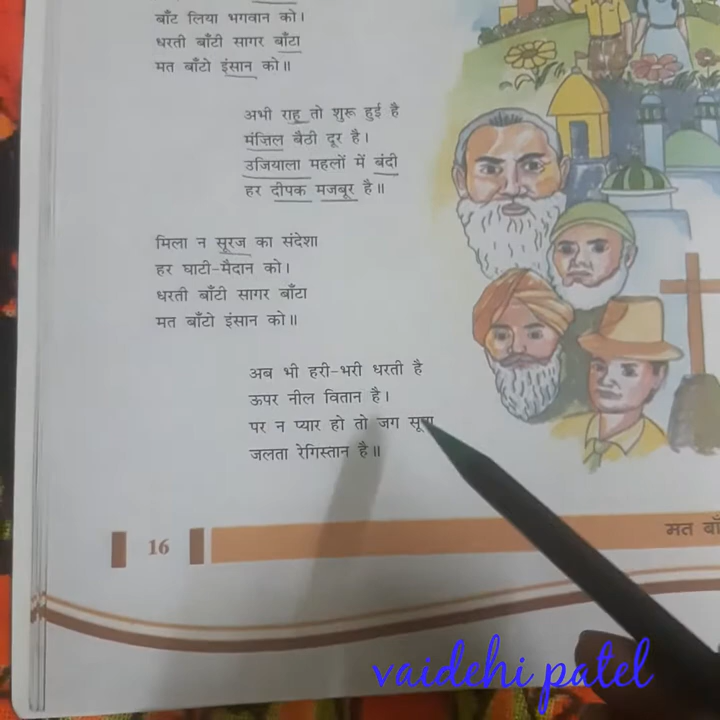 बाँट लिया भगवान को।
धरती बाँटी सागर बाँटा
मत बाँटो इंसान को॥
अभी राह तो शुरू हुई है
मंज़िल बैठी दूर है।
उजियाला महलों में बंदी
हर दीपक मजबूर है॥
मिला न सूरज का संदेशा
हर घाटी-मैदान को।
धरती बाँटी सागर बाँटा
मत बाँटो इंसान को॥
अब भी हरी-भरी धरती है
ऊपर नील वितान है।
पर न प्यार हो तो जग
जलता रेगिस्तान है॥
16
मत
vaidehi patel